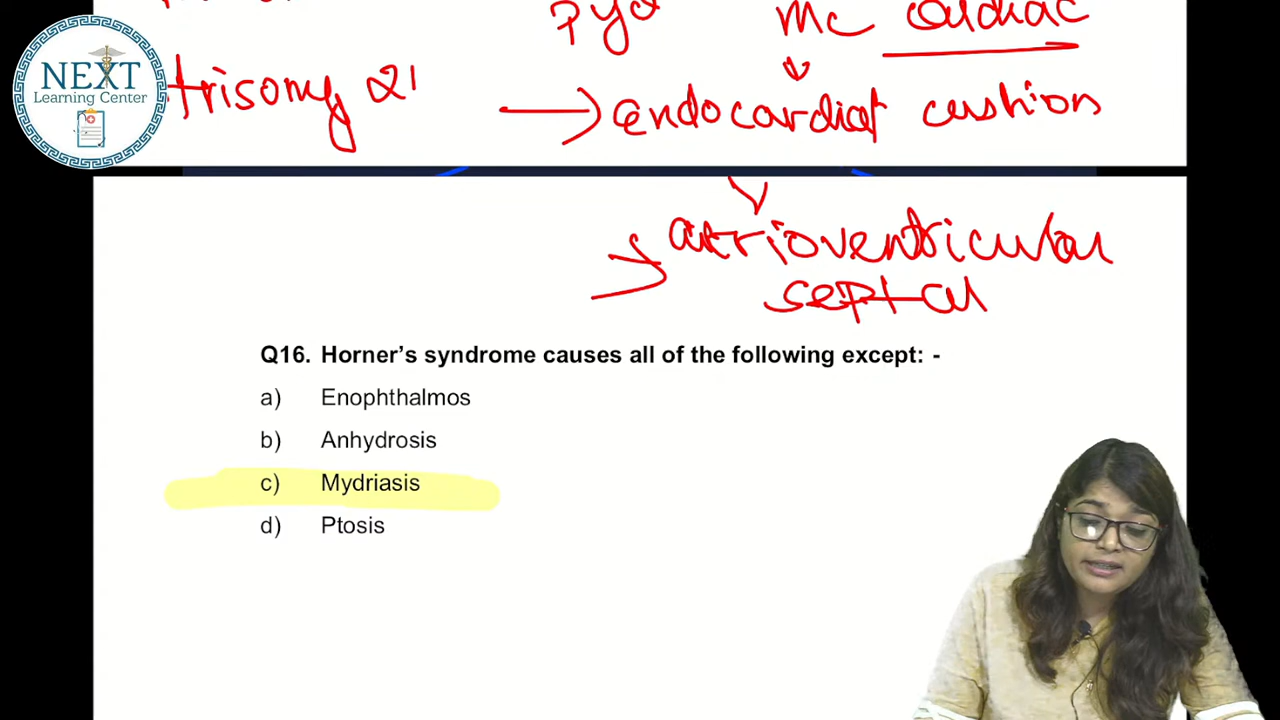 mc cardiac
NEXT
Learning Center
trisomy 21
endocardial cushion
atrioventricular
septal
Q16. Horner's syndrome causes all of the following except: -
a) Enophthalmos
b) Anhydrosis
c) Mydriasis
d) Ptosis